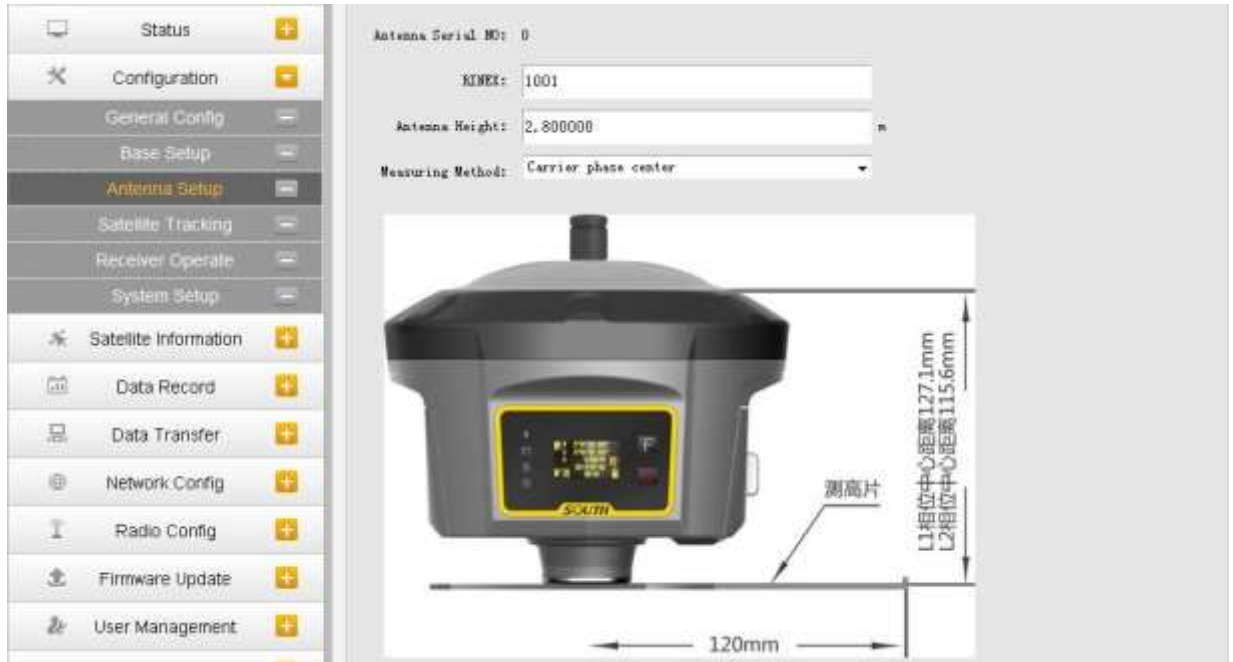 Status
Configuration
General Config
Base Setup
Antenna Setup
Satellite Tracking
Receiver Operate
System Setup
Satellite Information
Data Record
Data Transfer
Network Config
Radio Config
Firmware Update
User Management
Antenna Serial NO: 0
RINEX: 1001
Antenna Height: 2.800000 m
Measuring Method: Carrier phase center
F
SOUTH
测高片
L1相位中心距离127.1mm
L2相位中心距离115.6mm
120mm